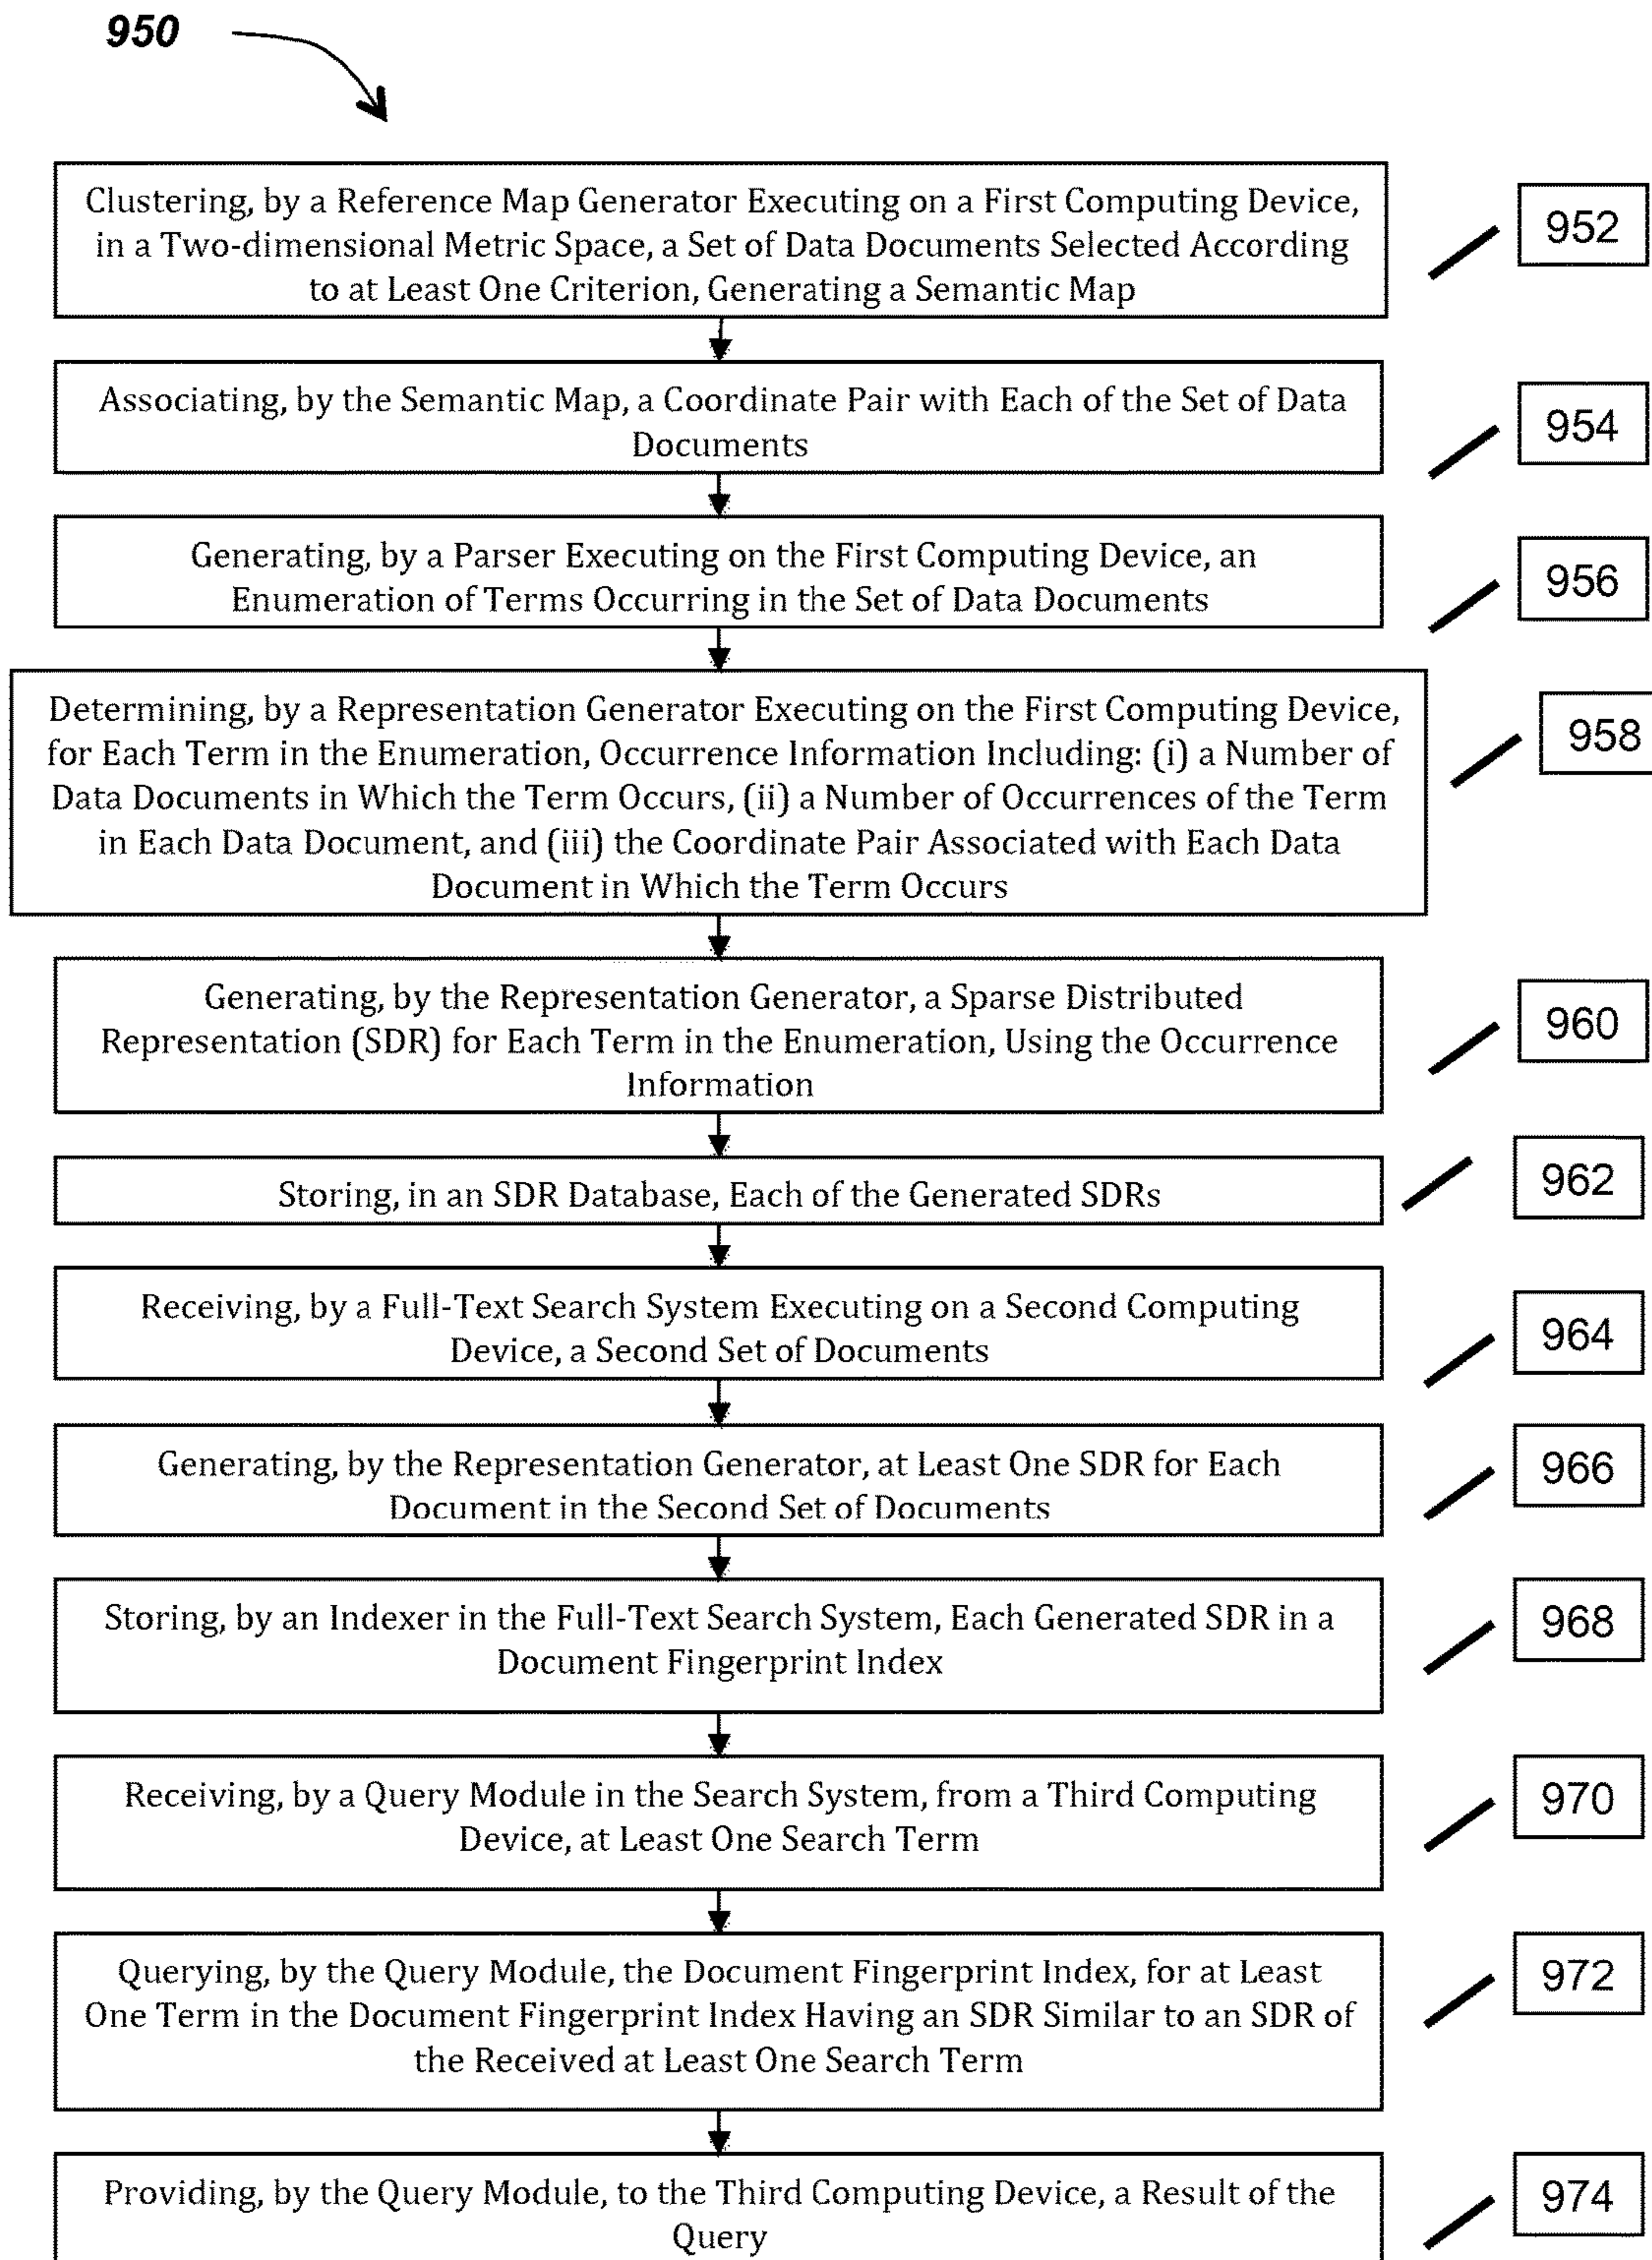 950
Clustering, by a Reference Map Generator Executing on a First Computing Device,
in a Two-dimensional Metric Space, a Set of Data Documents Selected According
to at Least One Criterion, Generating a Semantic Map
952
Associating, by the Semantic Map, a Coordinate Pair with Each of the Set of Data
Documents
954
Generating, by a Parser Executing on the First Computing Device, an
Enumeration of Terms Occurring in the Set of Data Documents
956
Determining, by a Representation Generator Executing on the First Computing Device,
for Each Term in the Enumeration, Occurrence Information Including: (i) a Number of
Data Documents in Which the Term Occurs, (ii) a Number of Occurrences of the Term
in Each Data Document, and (iii) the Coordinate Pair Associated with Each Data
Document in Which the Term Occurs
958
Generating, by the Representation Generator, a Sparse Distributed
Representation (SDR) for Each Term in the Enumeration, Using the Occurrence
Information
960
Storing, in an SDR Database, Each of the Generated SDRs
962
Receiving, by a Full-Text Search System Executing on a Second Computing
Device, a Second Set of Documents
964
Generating, by the Representation Generator, at Least One SDR for Each
Document in the Second Set of Documents
966
Storing, by an Indexer in the Full-Text Search System, Each Generated SDR in a
Document Fingerprint Index
968
Receiving, by a Query Module in the Search System, from a Third Computing
Device, at Least One Search Term
970
Querying, by the Query Module, the Document Fingerprint Index, for at Least
One Term in the Document Fingerprint Index Having an SDR Similar to an SDR of
the Received at Least One Search Term
972
Providing, by the Query Module, to the Third Computing Device, a Result of the
Query
974